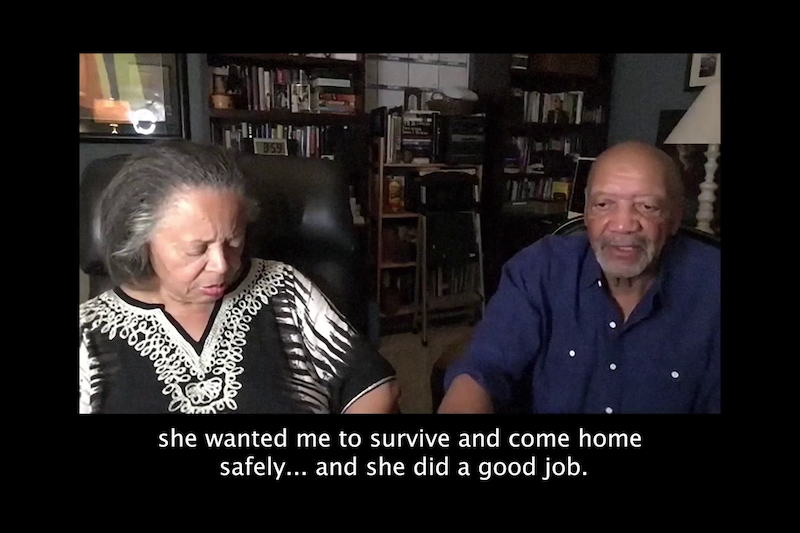 she wanted me to survive and come home
safely... and she did a good job.